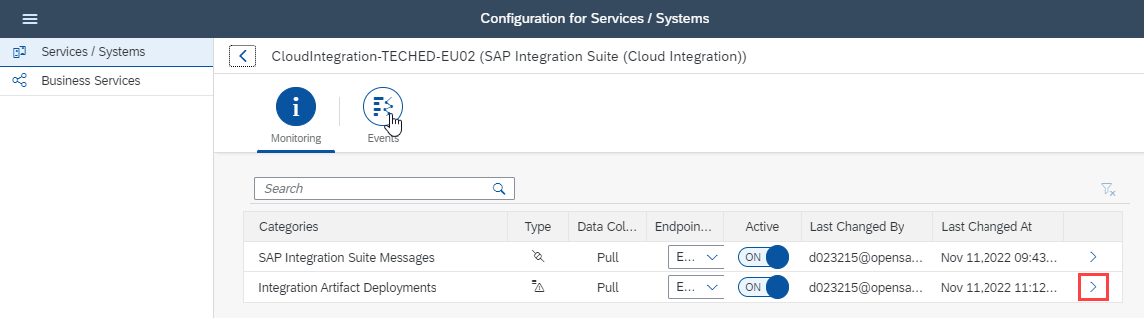 Configuration for Services / Systems
Services / Systems
Business Services
CloudIntegration-TECHED-EU02 (SAP Integration Suite (Cloud Integration))
i
Monitoring
Events
Search
Categories Type Data Col... Endpoin... Active Last Changed By Last Changed At
SAP Integration Suite Messages Pull E... ON d023215@opensa... Nov 11,2022 09:43...
Integration Artifact Deployments Pull E... ON d023215@opensa... Nov 11,2022 11:12...